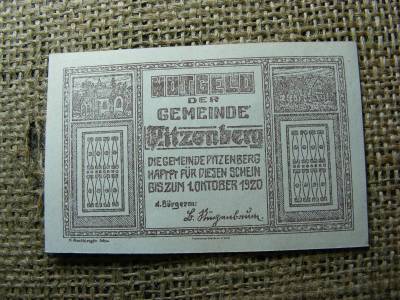 NOTGELD
DER
GEMEINDE
Pitzenberg
DIE GEMEINDE PITZENBERG
HAFTET FÜR DIESEN SCHEIN
BIS ZUM 1. OKTOBER 1920
d. Bürgerm: